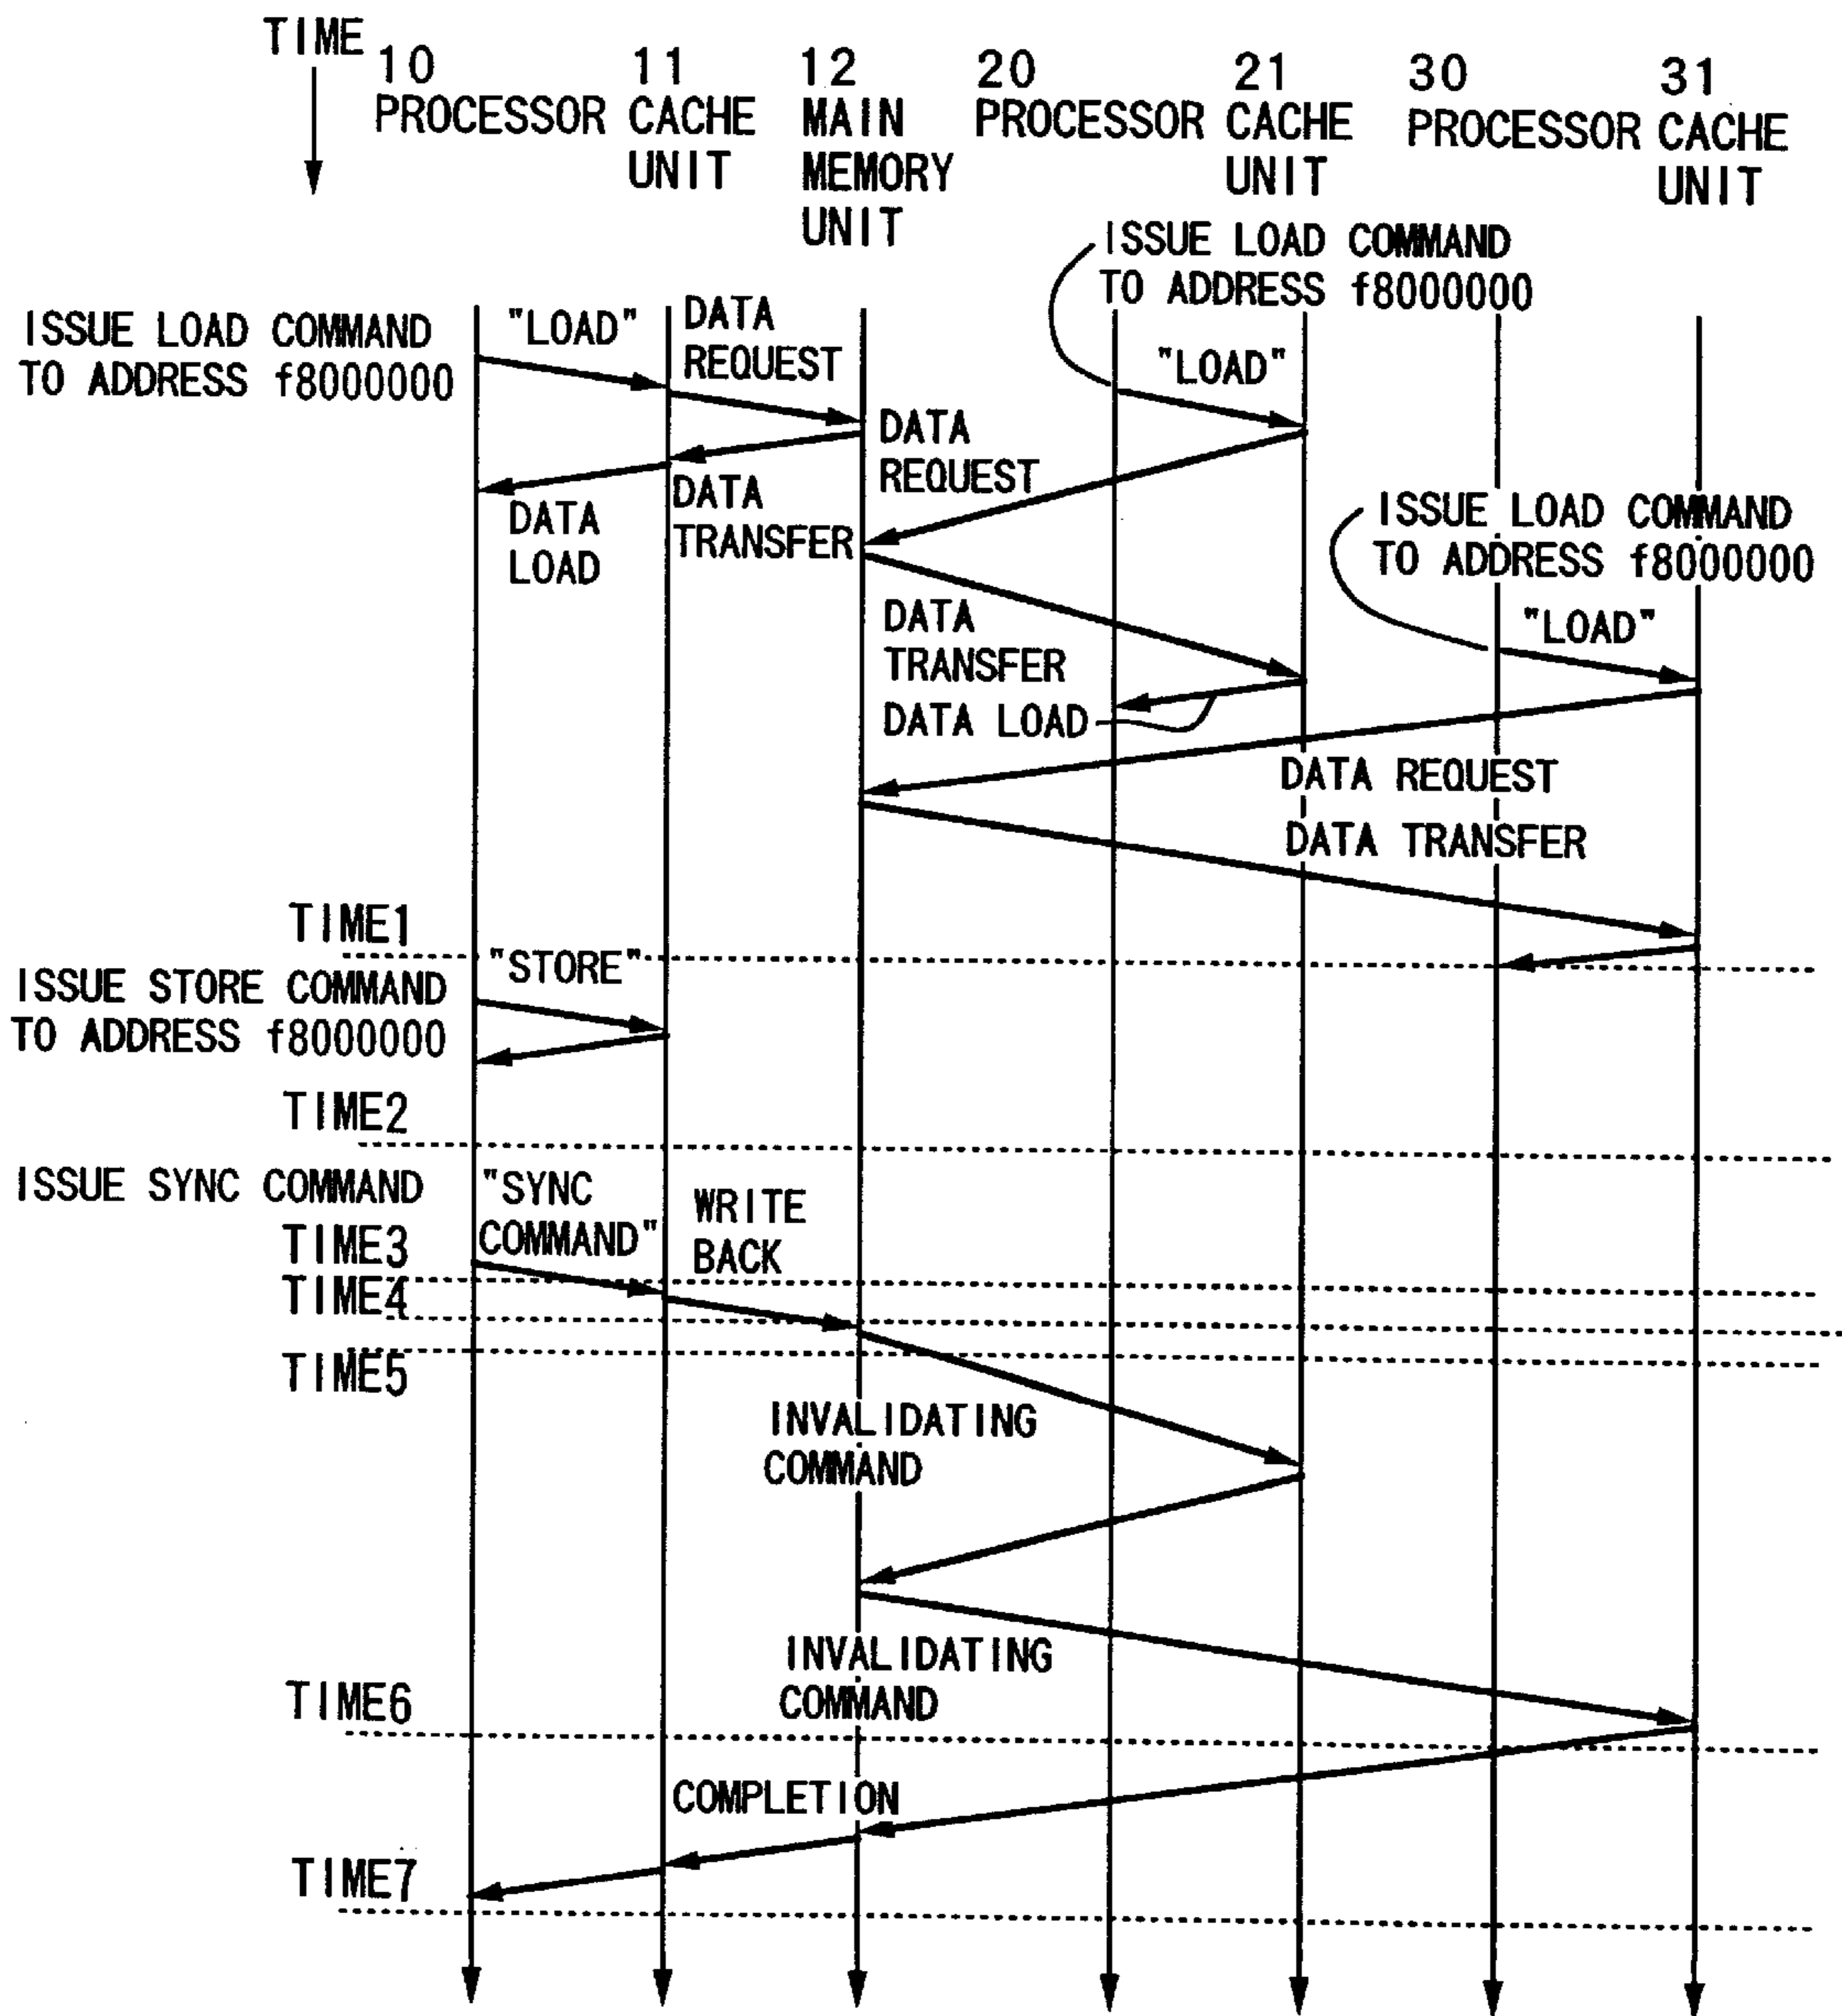 TIME
10
PROCESSOR
11
CACHE
UNIT
12
MAIN
MEMORY
UNIT
20
PROCESSOR
21
CACHE
UNIT
30
PROCESSOR
31
CACHE
UNIT
ISSUE LOAD COMMAND
TO ADDRESS f8000000
ISSUE LOAD COMMAND
TO ADDRESS f8000000
"LOAD"
DATA
REQUEST
"LOAD"
DATA
REQUEST
DATA
LOAD
DATA
TRANSFER
ISSUE LOAD COMMAND
TO ADDRESS f8000000
"LOAD"
DATA
TRANSFER
DATA LOAD
DATA REQUEST
DATA TRANSFER
TIME1
"STORE"
ISSUE STORE COMMAND
TO ADDRESS f8000000
TIME2
ISSUE SYNC COMMAND
"SYNC
COMMAND"
WRITE
BACK
TIME3
TIME4
TIME5
INVALIDATING
COMMAND
INVALIDATING
COMMAND
TIME6
COMPLETION
TIME7